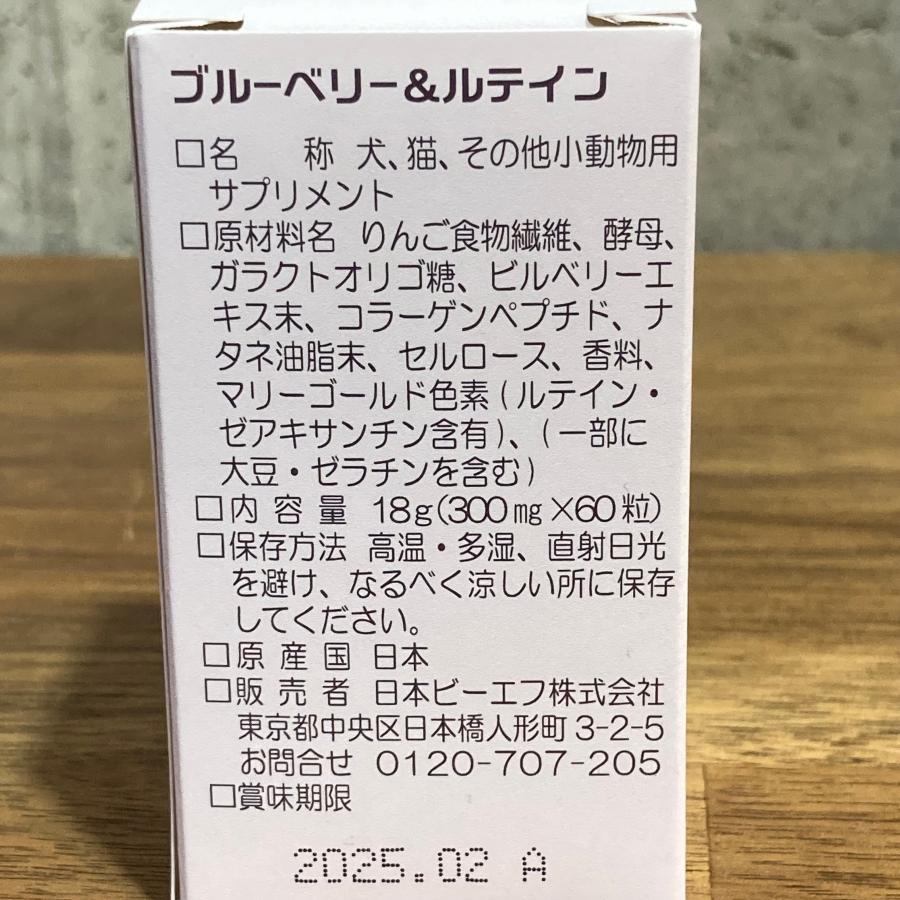 ブルーベリー&ルテイン
□名　　称 犬、猫、その他小動物用
サプリメント
□原材料名 りんご食物繊維、酵母、
ガラクトオリゴ糖、ビルベリーエ
キス末、コラーゲンペプチド、ナ
タネ油脂末、セルロース、香料、
マリーゴールド色素(ルテイン・
ゼアキサンチン含有)、(一部に
大豆・ゼラチンを含む)
□内 容 量 18g(300㎎×60粒)
□保存方法 高温・多湿、直射日光
を避け、なるべく涼しい所に保存
してください。
□原 産 国 日本
□販 売 者 日本ビーエフ株式会社
東京都中央区日本橋人形町3-2-5
お問合せ 0120-707-205
□賞味期限
2025.02 A